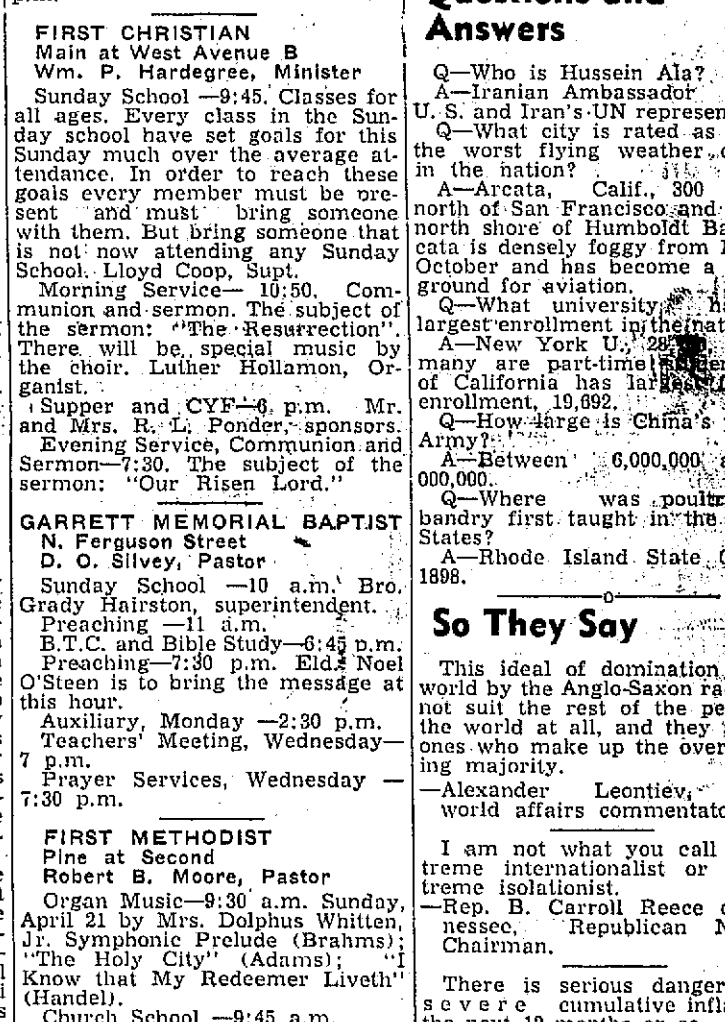 p.m.
FIRST CHRISTIAN
Main at West Avenue B
Wm. P. Hardegree, Minister
Sunday School —9:45. Classes for
all ages. Every class in the Sun-
day school have set goals for this
Sunday much over the average at-
tendance. In order to reach these
goals every member must be pre-
sent and must bring someone
with them. But bring someone that
is not now attending any Sunday
School. Lloyd Coop, Supt.
Morning Service— 10:50. Com-
munion and sermon. The subject of
the sermon: "The Resurrection".
There will be special music by
the choir. Luther Hollamon, Or-
ganist.
Supper and CYF—6 p.m. Mr.
and Mrs. R. L. Ponder, sponsors.
Evening Service, Communion and
Sermon—7:30. The subject of the
sermon: "Our Risen Lord."
GARRETT MEMORIAL BAPTIST
N. Ferguson Street
D. O. Silvey, Pastor
Sunday School —10 a.m. Bro.
Grady Hairston, superintendent.
Preaching —11 a.m.
B.T.C. and Bible Study—6:45 p.m.
Preaching—7:30 p.m. Eld. Noel
O'Steen is to bring the message at
this hour.
Auxiliary, Monday —2:30 p.m.
Teachers' Meeting, Wednesday—
7 p.m.
Prayer Services, Wednesday —
7:30 p.m.
FIRST METHODIST
Pine at Second
Robert B. Moore, Pastor
Organ Music—9:30 a.m. Sunday,
April 21 by Mrs. Dolphus Whitten,
Jr. Symphonic Prelude (Brahms);
"The Holy City" (Adams); "I
Know that My Redeemer Liveth"
(Handel).
Church School —9:45 a.m.
Questions and
Answers
Q—Who is Hussein Ala?
A—Iranian Ambassador
U. S. and Iran's UN represen
Q—What city is rated as
the worst flying weather
in the nation?
A—Arcata, Calif., 300
north of San Francisco and
north shore of Humboldt Ba
cata is densely foggy from
October and has become a
ground for aviation.
Q—What university
largest enrollment in the nat
A—New York U., 28
many are part-time
of California has largest
enrollment, 19,692.
Q—How large is China's
Army?
A—Between 6,000,000
000,000.
Q—Where was poultr
bandry first taught in the
States?
A—Rhode Island State
1898.
So They Say
This ideal of domination
world by the Anglo-Saxon ra
not suit the rest of the pe
the world at all, and they
ones who make up the over
ing majority.
—Alexander Leontiev,
world affairs commentato
I am not what you call
treme internationalist or
treme isolationist.
—Rep. B. Carroll Reece
nessee, Republican N
Chairman.
There is serious danger
severe cumulative infla
the next 18 months or so